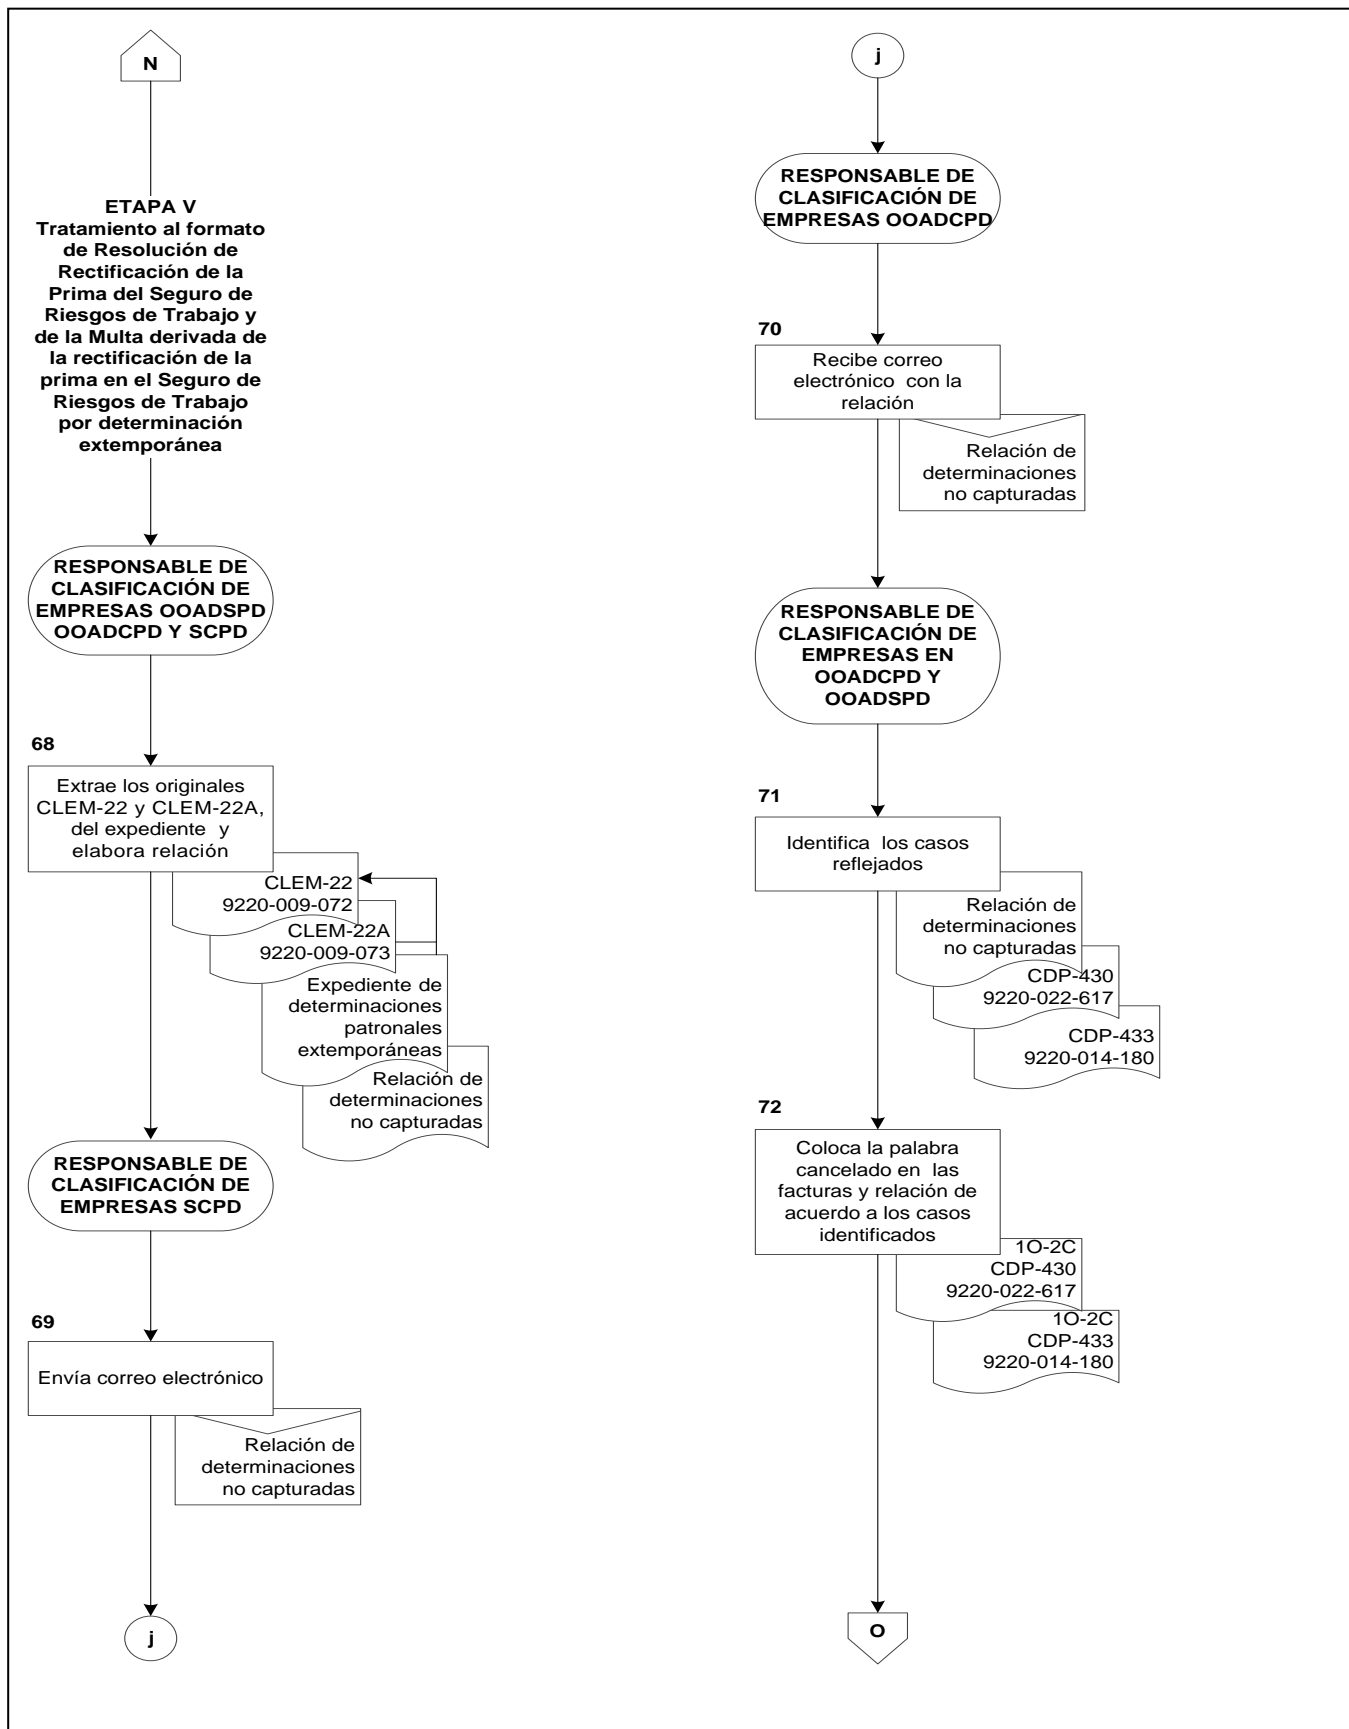 N
ETAPA V
Tratamiento al formato
de Resolución de
Rectificación de la
Prima del Seguro de
Riesgos de Trabajo y
de la Multa derivada de
la rectificación de la
prima en el Seguro de
Riesgos de Trabajo
por determinación
extemporánea
RESPONSABLE DE
CLASIFICACIÓN DE
EMPRESAS OOADSPD
OOADCPD Y SCPD
68
Extrae los originales
CLEM-22 y CLEM-22A,
del expediente y
elabora relación
CLEM-22
9220-009-072
CLEM-22A
9220-009-073
Expediente de
determinaciones
patronales
extemporáneas
Relación de
determinaciones
no capturadas
RESPONSABLE DE
CLASIFICACIÓN DE
EMPRESAS SCPD
69
Envía correo electrónico
Relación de
determinaciones
no capturadas
j
j
RESPONSABLE DE
CLASIFICACIÓN DE
EMPRESAS OOADCPD
70
Recibe correo
electrónico con la
relación
Relación de
determinaciones
no capturadas
RESPONSABLE DE
CLASIFICACIÓN DE
EMPRESAS EN
OOADCPD Y
OOADSPD
71
Identifica los casos
reflejados
Relación de
determinaciones
no capturadas
CDP-430
9220-022-617
CDP-433
9220-014-180
72
Coloca la palabra
cancelado en las
facturas y relación de
acuerdo a los casos
identificados
1O-2C
CDP-430
9220-022-617
1O-2C
CDP-433
9220-014-180
O